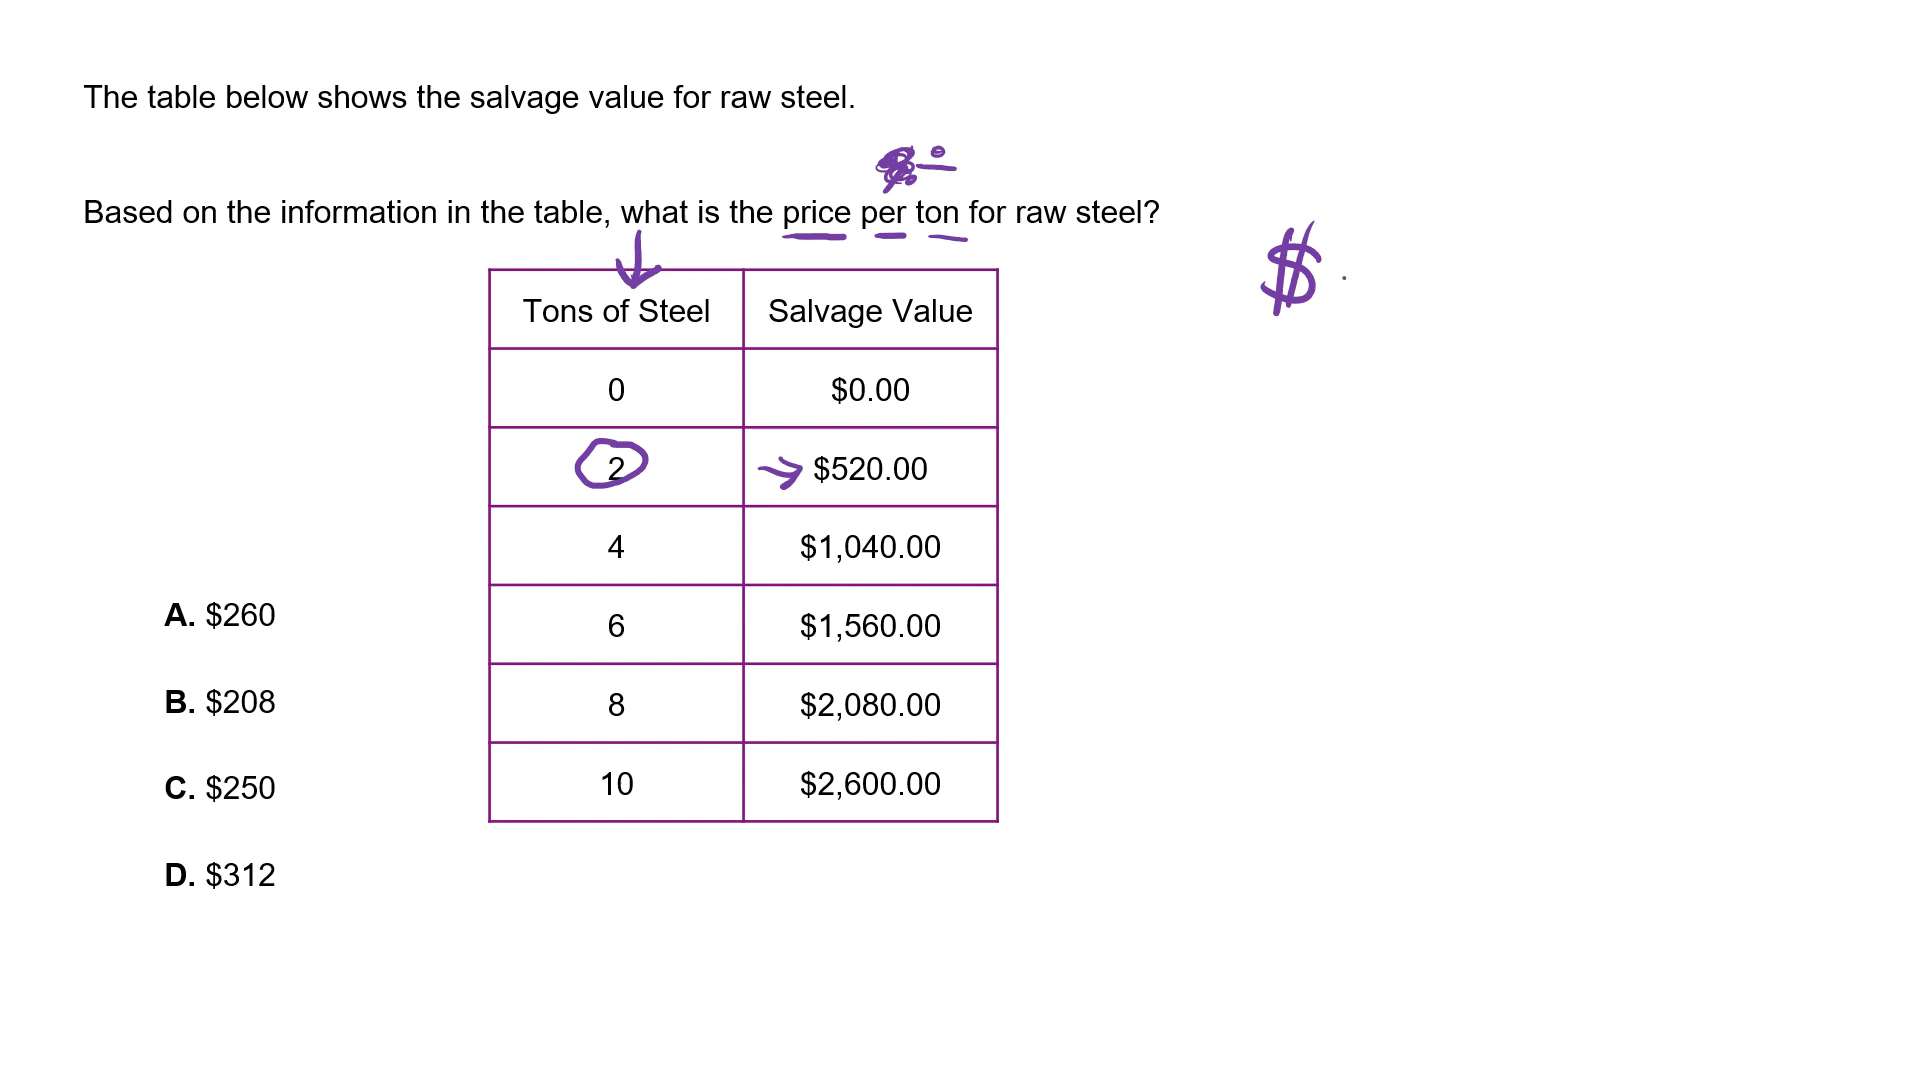 The table below shows the salvage value for raw steel.
Based on the information in the table, what is the price per ton for raw steel?
$
Tons of Steel Salvage Value
0 $0.00
2 $520.00
4 $1,040.00
6 $1,560.00
8 $2,080.00
10 $2,600.00
A. $260
B. $208
C. $250
D. $312